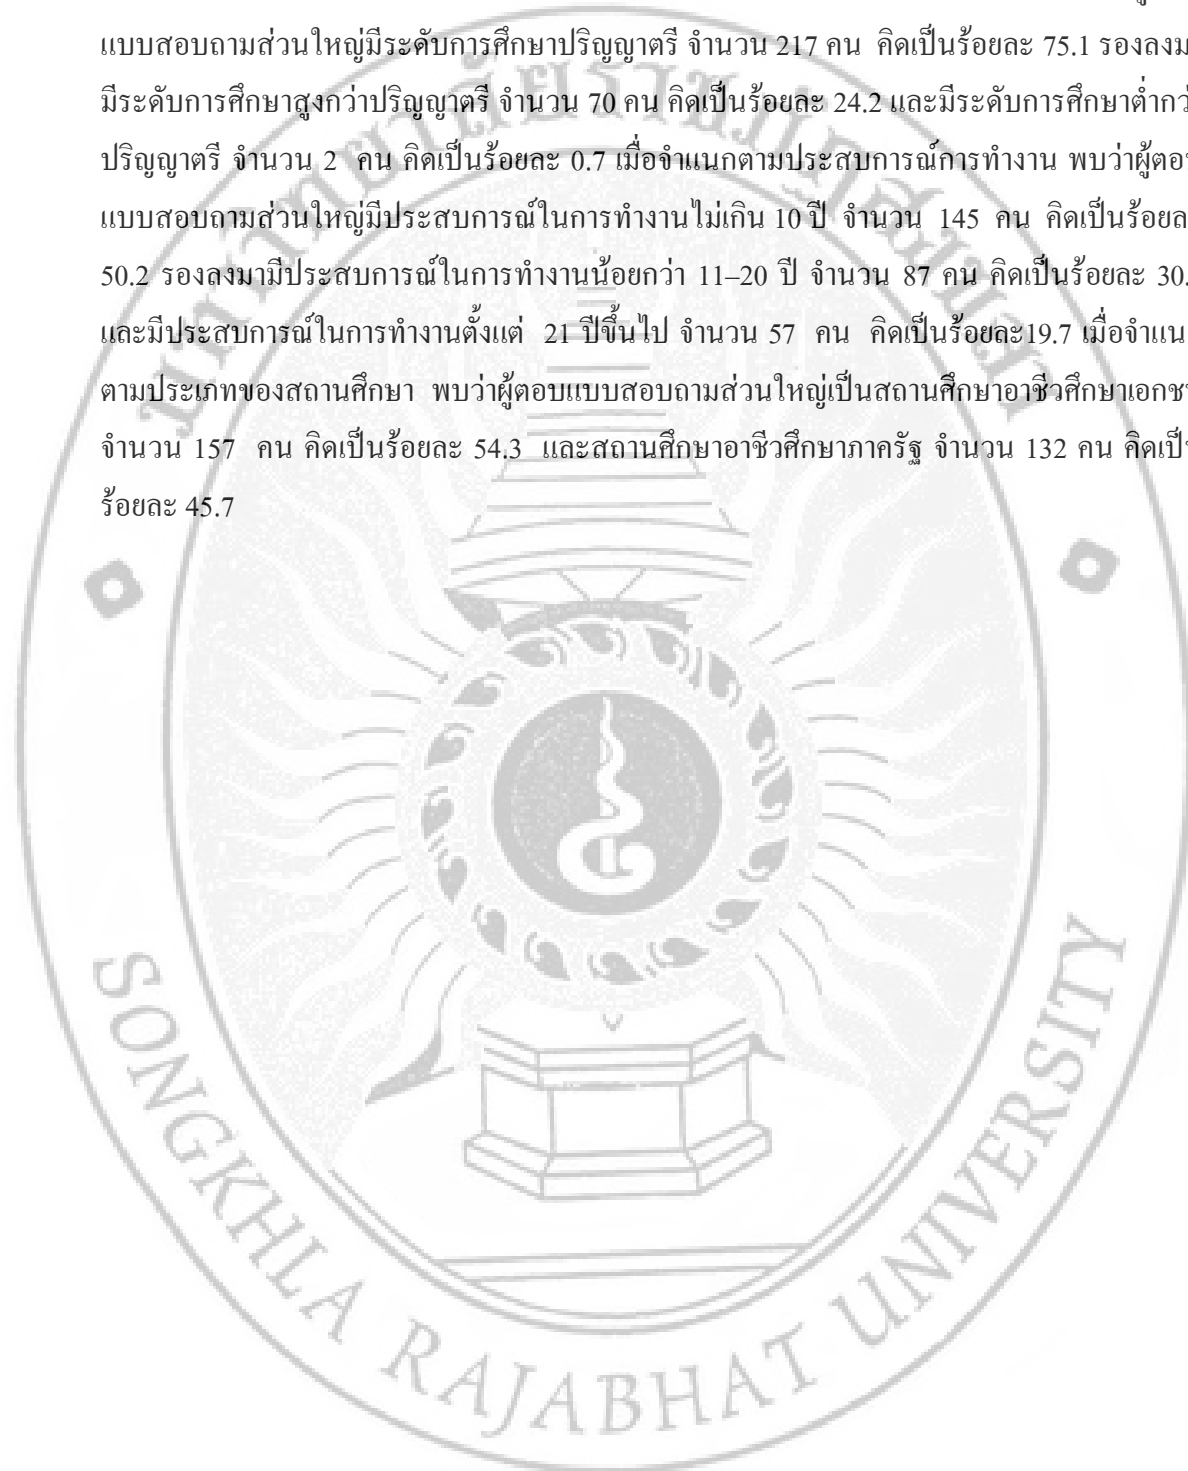 แบบสอบถามส่วนใหญ่มีระดับการศึกษาปริญญาตรี จำนวน 217 คน คิดเป็นร้อยละ 75.1 รองลงม
มีระดับการศึกษาสูงกว่าปริญญาตรี จำนวน 70 คน คิดเป็นร้อยละ 24.2 และมีระดับการศึกษาต่ำกว่
ปริญญาตรี จำนวน 2 คน คิดเป็นร้อยละ 0.7 เมื่อจำแนกตามประสบการณ์การทำงาน พบว่าผู้ตอบ
แบบสอบถามส่วนใหญ่มีประสบการณ์ในการทำงานไม่เกิน 10 ปี จำนวน 145 คน คิดเป็นร้อยล
50.2 รองลงมามีประสบการณ์ในการทำงานน้อยกว่า 11–20 ปี จำนวน 87 คน คิดเป็นร้อยละ 30.
และมีประสบการณ์ในการทำงานตั้งแต่ 21 ปีขึ้นไป จำนวน 57 คน คิดเป็นร้อยละ19.7 เมื่อจำแน
ตามประเภทของสถานศึกษา พบว่าผู้ตอบแบบสอบถามส่วนใหญ่เป็นสถานศึกษาอาชีวศึกษาเอกช
จำนวน 157 คน คิดเป็นร้อยละ 54.3 และสถานศึกษาอาชีวศึกษาภาครัฐ จำนวน 132 คน คิดเป็น
ร้อยละ 45.7
มหาวิทยาลัยราชภัฏสงขลา
SONGKHLA RAJABHAT UNIVERSITY